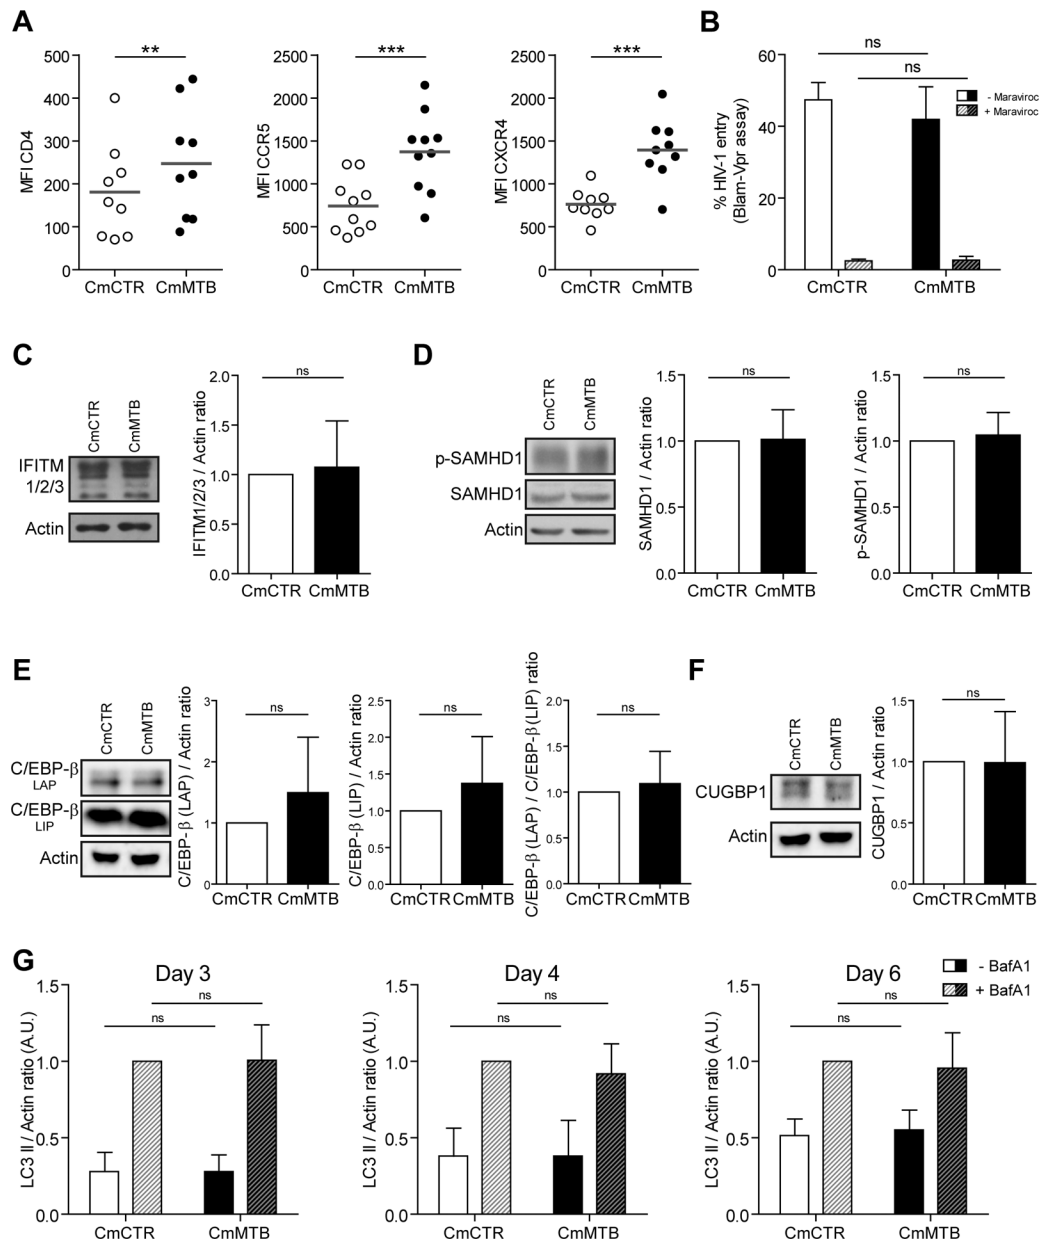 A
**
500
400
300
200
100
0
MFI CD4
CmCTR
CmMTB
***
2500
2000
1500
1000
500
0
MFI CCR5
CmCTR
CmMTB
***
2500
2000
1500
1000
500
0
MFI CXCR4
CmCTR
CmMTB
B
ns
ns
60
40
20
0
% HIV-1 entry
(Blam-Vpr assay)
- Maraviroc
+ Maraviroc
CmCTR
CmMTB
C
CmCTR
CmMTB
IFITM
1/2/3
Actin
ns
2.0
1.5
1.0
0.5
0.0
IFITM1/2/3 / Actin ratio
CmCTR
CmMTB
D
CmCTR
CmMTB
p-SAMHD1
SAMHD1
Actin
ns
1.5
1.0
0.5
0.0
SAMHD1 / Actin ratio
CmCTR
CmMTB
ns
1.5
1.0
0.5
0.0
p-SAMHD1 / Actin ratio
CmCTR
CmMTB
E
CmCTR
CmMTB
C/EBP-β
LAP
C/EBP-β
LIP
Actin
ns
3
2
1
0
C/EBP-β (LAP) / Actin ratio
CmCTR
CmMTB
ns
2.5
2.0
1.5
1.0
0.5
0.0
C/EBP-β (LIP) / Actin ratio
CmCTR
CmMTB
ns
2.0
1.5
1.0
0.5
0.0
C/EBP-β (LAP) / C/EBP-β (LIP) ratio
CmCTR
CmMTB
F
CmCTR
CmMTB
CUGBP1
Actin
ns
1.5
1.0
0.5
0.0
CUGBP1 / Actin ratio
CmCTR
CmMTB
G
Day 3
ns
ns
1.5
1.0
0.5
0.0
LC3 II / Actin ratio (A.U.)
CmCTR
CmMTB
Day 4
ns
ns
1.5
1.0
0.5
0.0
LC3 II / Actin ratio (A.U.)
CmCTR
CmMTB
Day 6
ns
ns
1.5
1.0
0.5
0.0
LC3 II / Actin ratio (A.U.)
CmCTR
CmMTB
- BafA1
+ BafA1